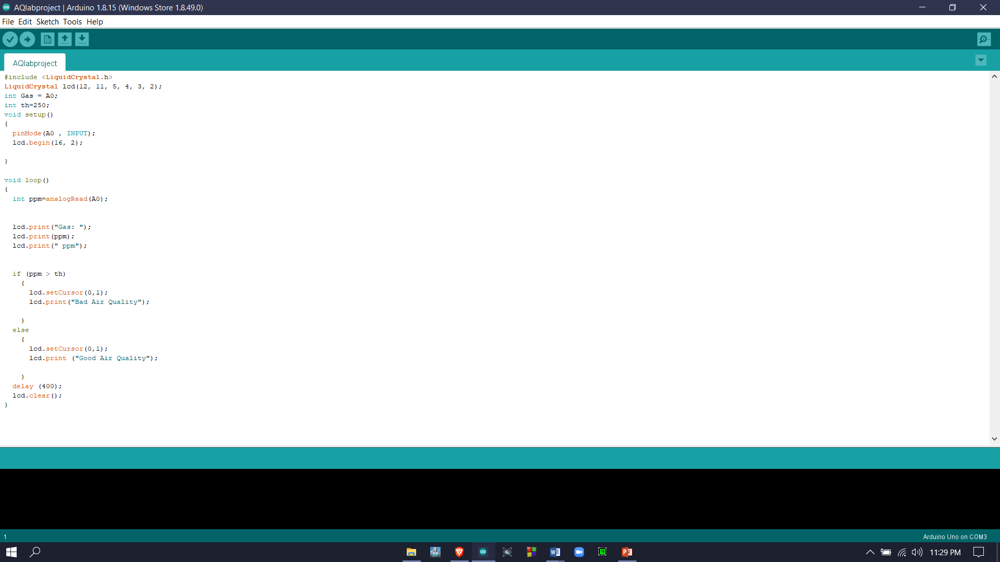 AQlabproject | Arduino 1.8.15 (Windows Store 1.8.49.0)
File Edit Sketch Tools Help
AQlabproject
#include <LiquidCrystal.h>
LiquidCrystal lcd(12, 11, 5, 4, 3, 2);
int Gas = A0;
int th=250;
void setup()
{
  pinMode(A0 , INPUT);
  lcd.begin(16, 2);
}
void loop()
{
  int ppm=analogRead(A0);
  lcd.print("Gas: ");
  lcd.print(ppm);
  lcd.print(" ppm");
  if (ppm > th)
    {
      lcd.setCursor(0,1);
      lcd.print("Bad Air Quality");
    }
  else
    {
      lcd.setCursor(0,1);
      lcd.print ("Good Air Quality");
    }
  delay (400);
  lcd.clear();
}
1
Arduino Uno on COM3
11:29 PM